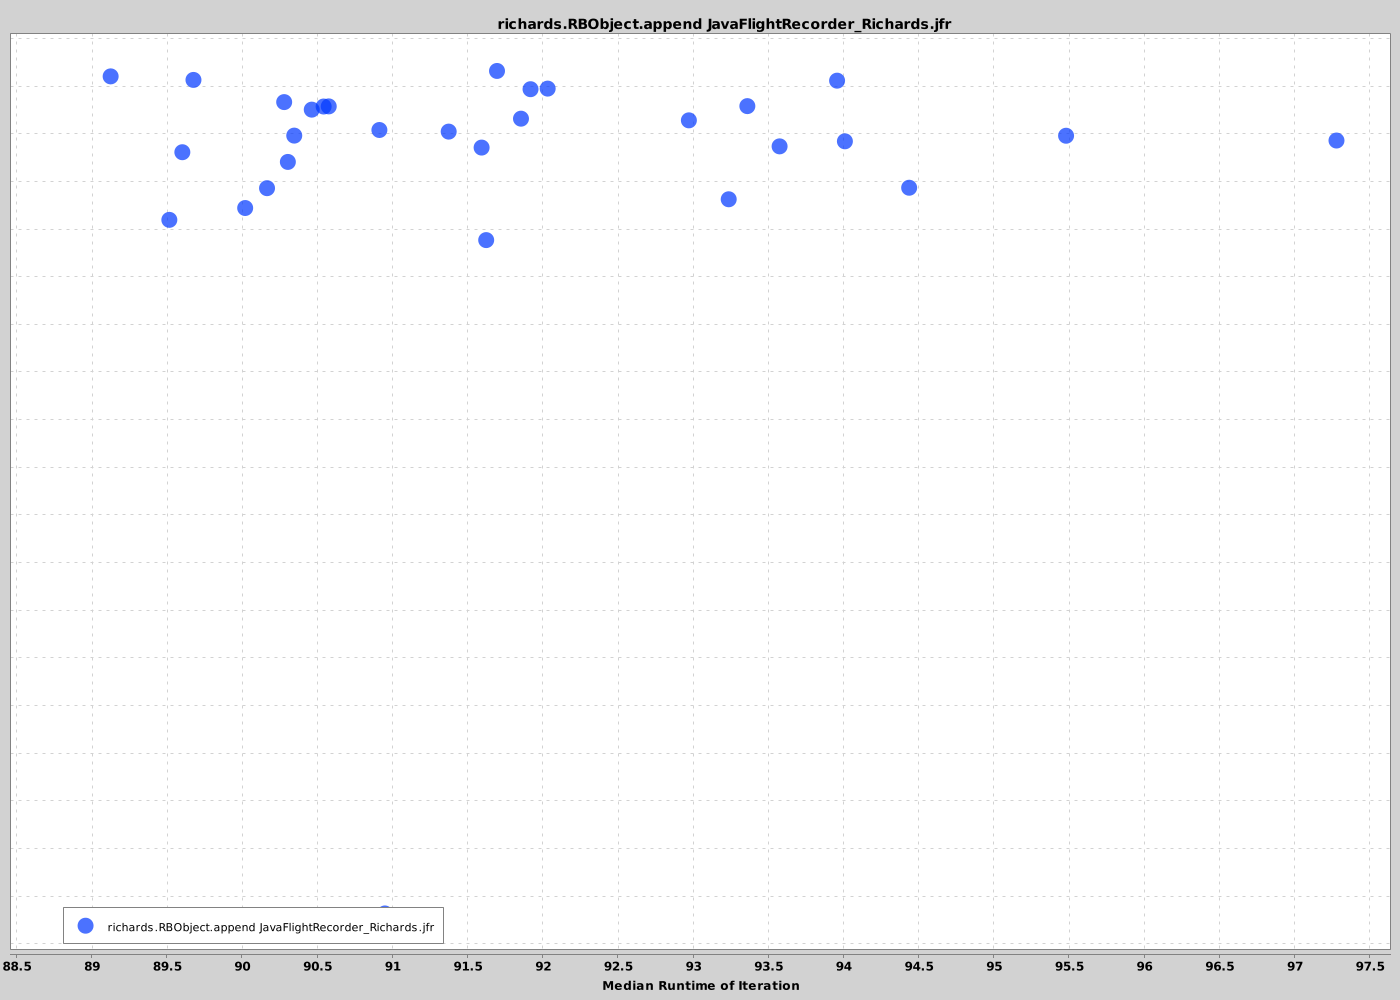 richards.RBObject.append JavaFlightRecorder_Richards.jfr
richards.RBObject.append JavaFlightRecorder_Richards.jfr
88.5 89 89.5 90 90.5 91 91.5 92 92.5 93 93.5 94 94.5 95 95.5 96 96.5 97 97.5
Median Runtime of Iteration